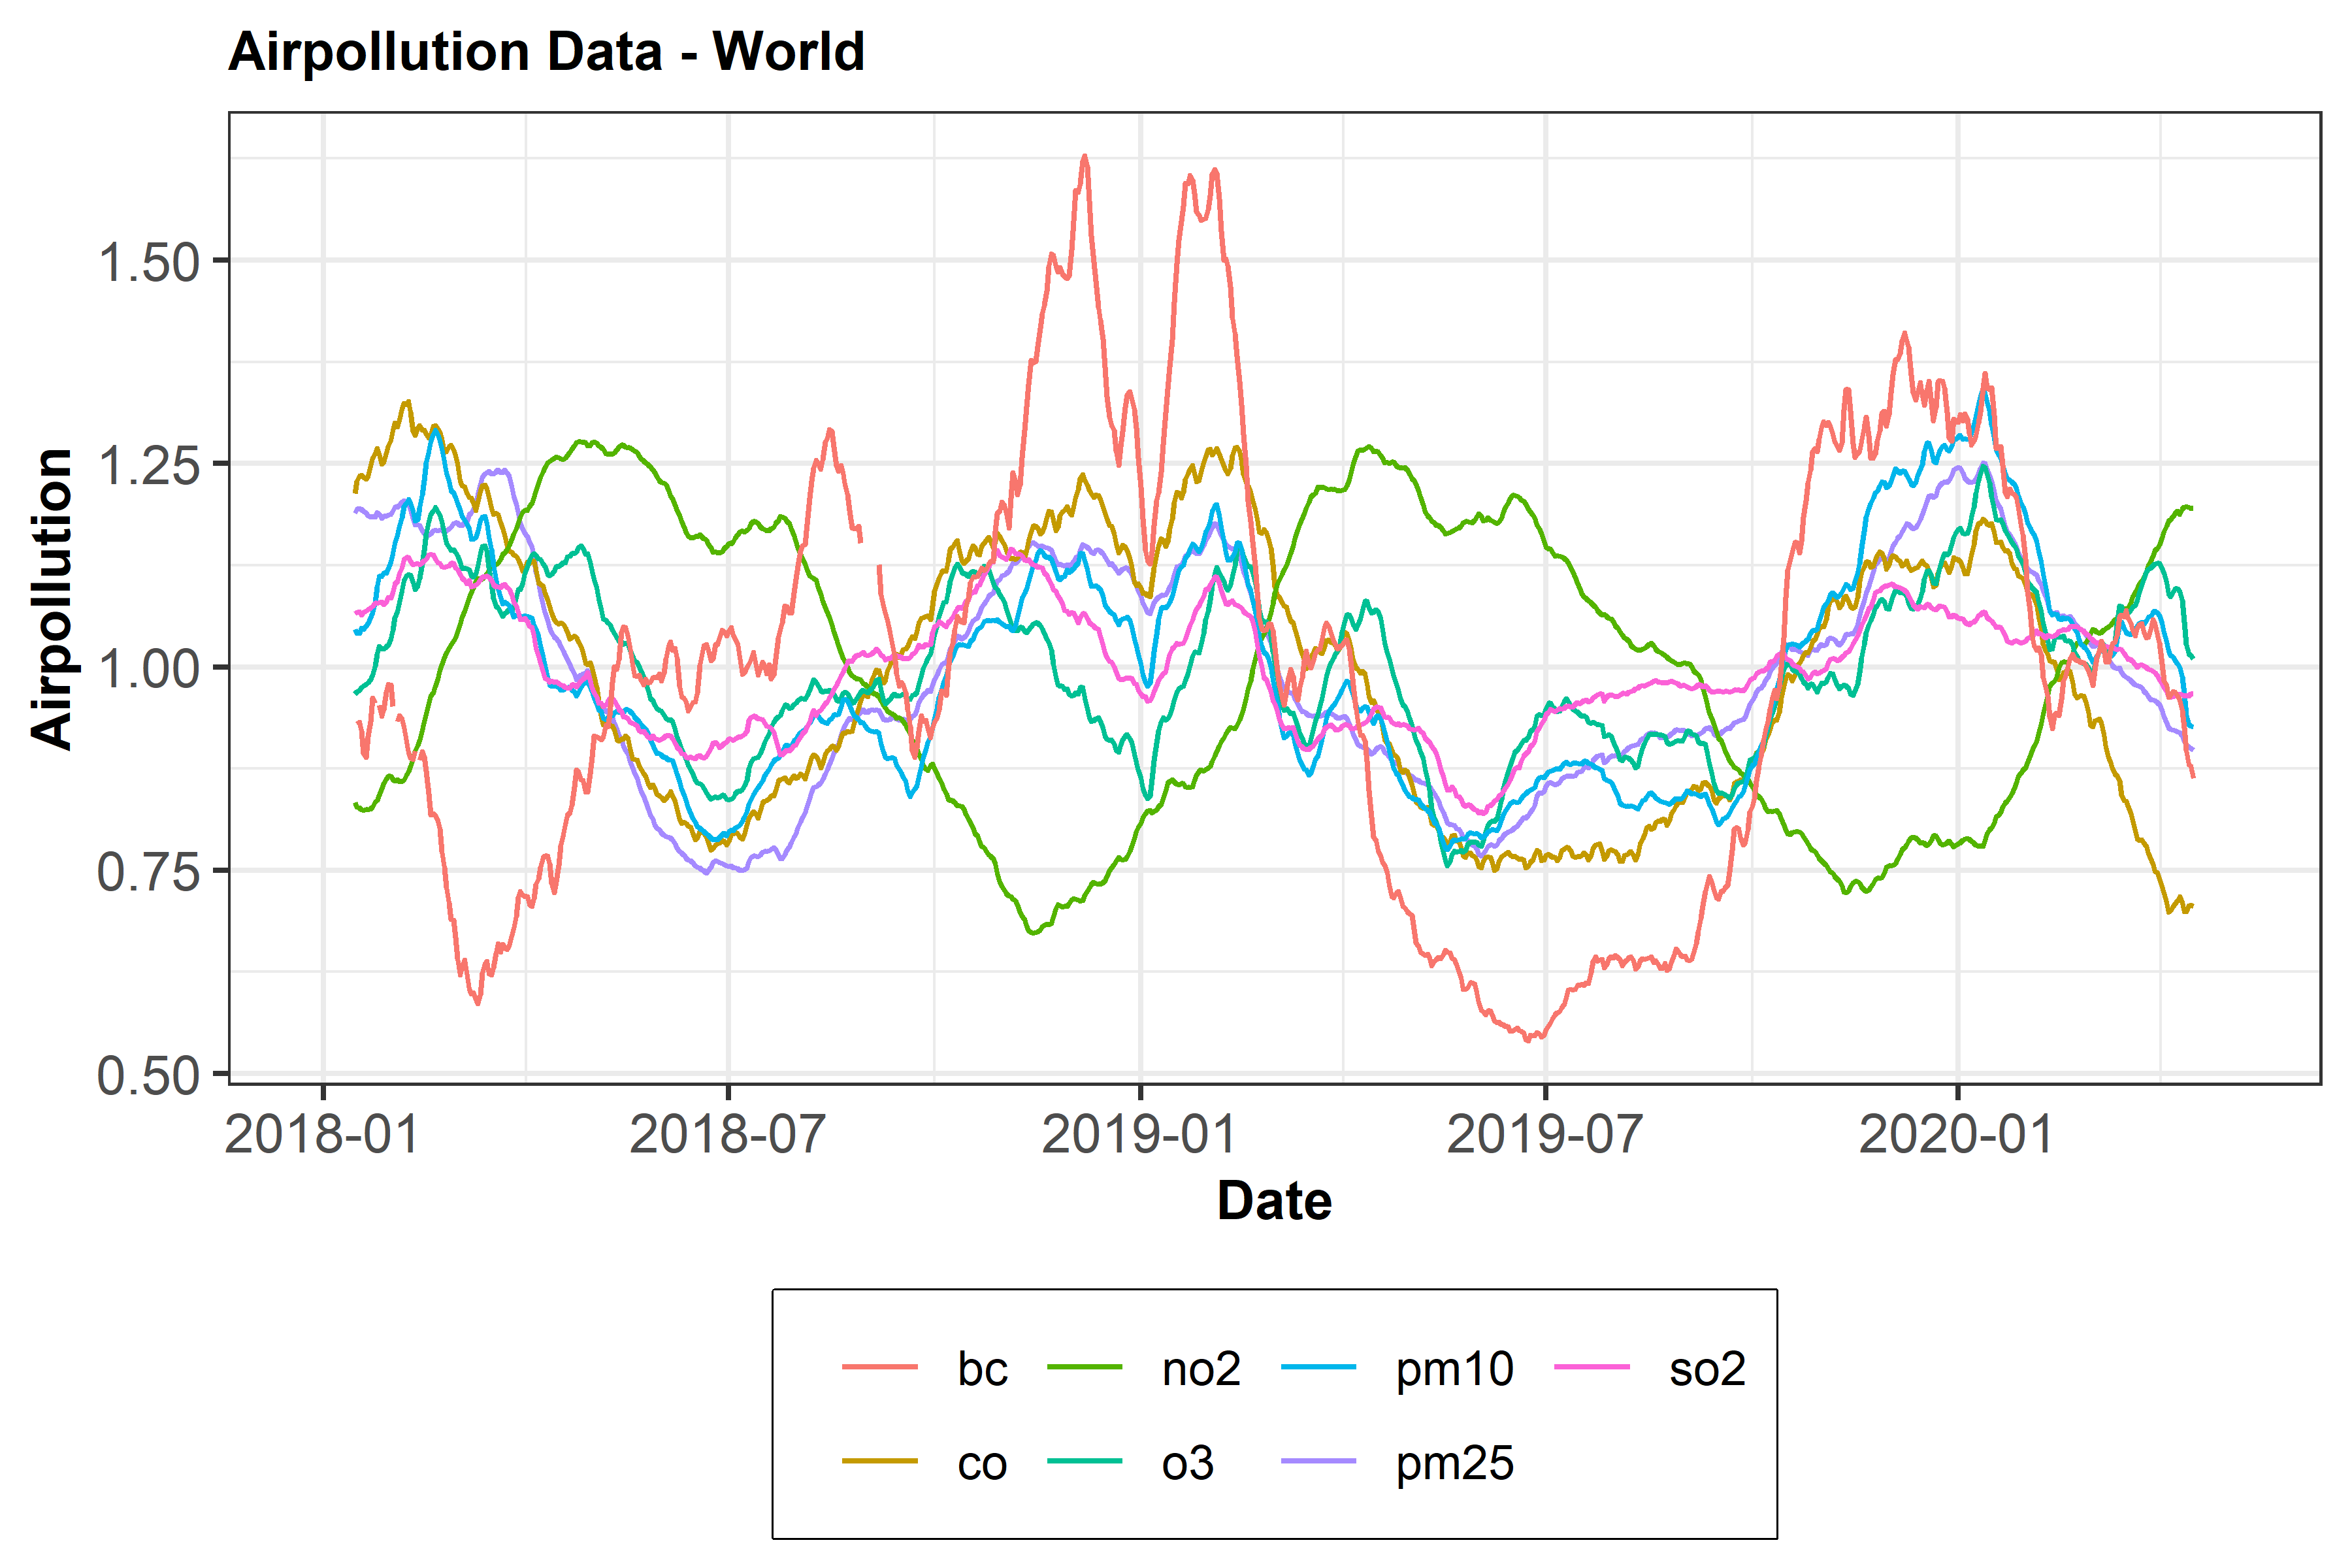 Airpollution Data - World
Airpollution
1.50
1.25
1.00
0.75
0.50
2018-01 2018-07 2019-01 2019-07 2020-01
Date
bc no2 pm10 so2
co o3 pm25